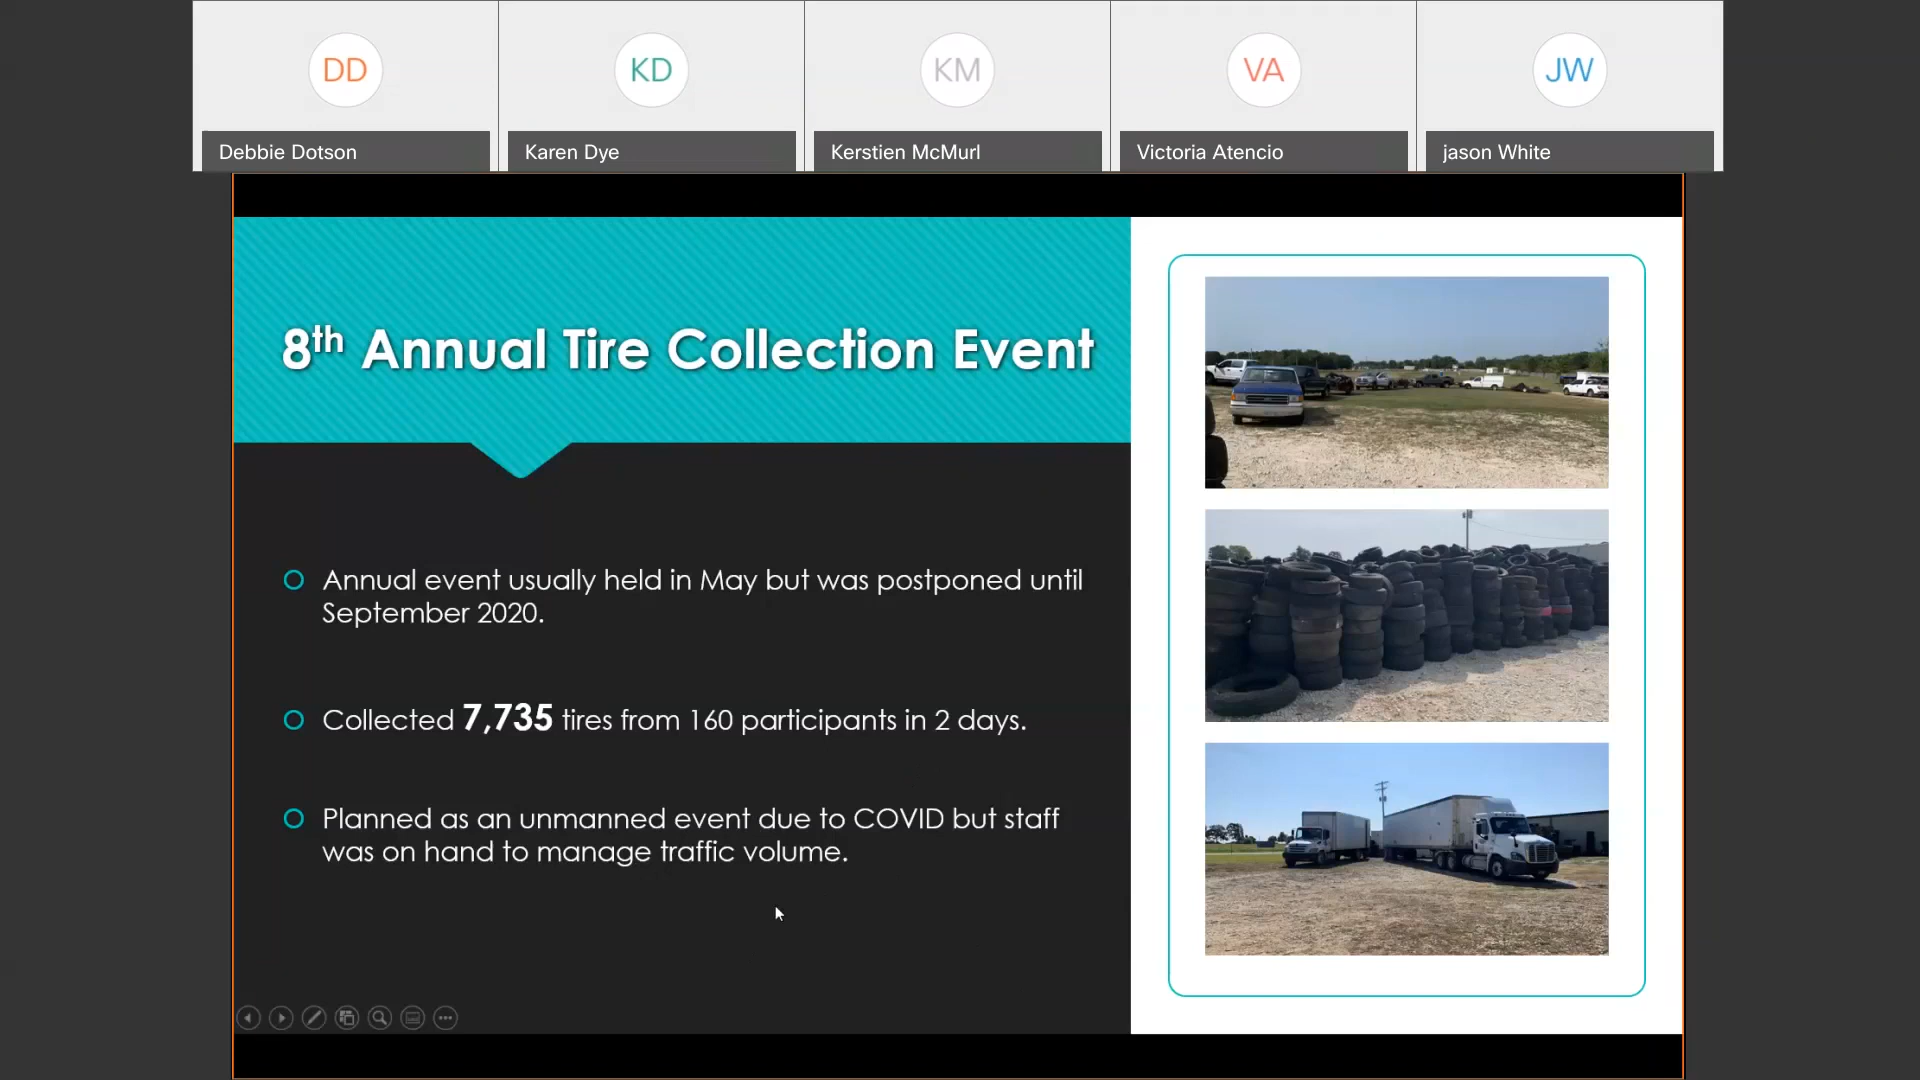 DD
KD
KM
VA
JW
Debbie Dotson
Karen Dye
Kerstien McMurl
Victoria Atencio
jason White
8th Annual Tire Collection Event
Annual event usually held in May but was postponed until
September 2020.
Collected 7,735 tires from 160 participants in 2 days.
Planned as an unmanned event due to COVID but staff
was on hand to manage traffic volume.